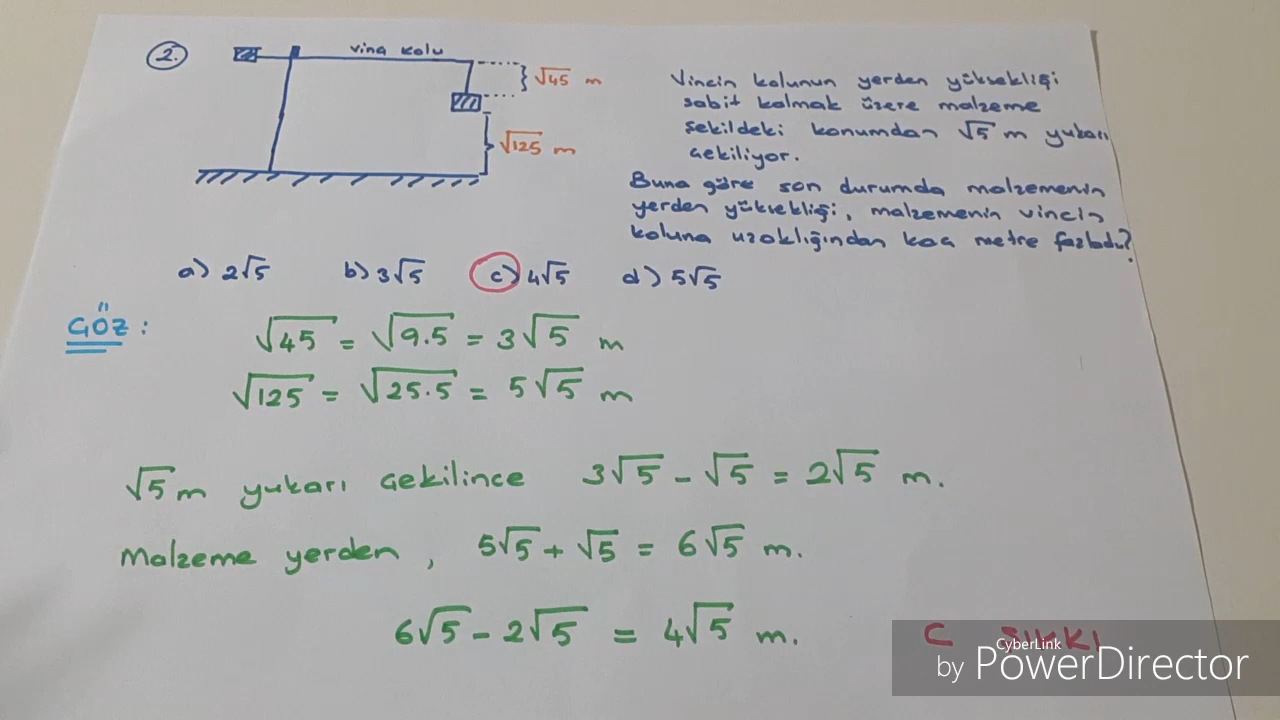 2.
vinç kolu
√45 m
√125 m
Vincin kolunun yerden yüksekliği
sabit kalmak üzere malzeme
şekildeki konumdan √5 m yukarı
çekiliyor.
Buna göre son durumda malzemenin
yerden yüksekliği, malzemenin vincin
koluna uzaklığından kaç metre fazladır?
a) 2√5 b) 3√5 c) 4√5 d) 5√5
ÇÖZ:
√45 = √9.5 = 3√5 m
√125 = √25.5 = 5√5 m
√5 m yukarı çekilince 3√5 - √5 = 2√5 m.
Malzeme yerden, 5√5 + √5 = 6√5 m.
6√5 - 2√5 = 4√5 m.
C ŞIKKI
CyberLink
by PowerDirector